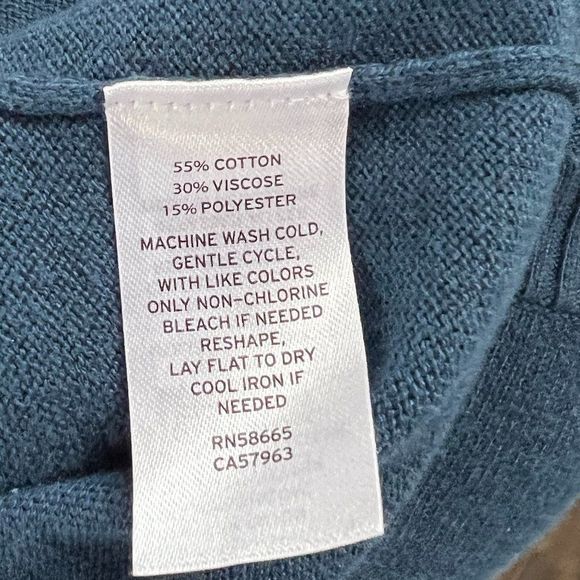 55% COTTON
30% VISCOSE
15% POLYESTER
MACHINE WASH COLD,
GENTLE CYCLE,
WITH LIKE COLORS
ONLY NON-CHLORINE
BLEACH IF NEEDED
RESHAPE,
LAY FLAT TO DRY
COOL IRON IF
NEEDED
RN58665
CA57963